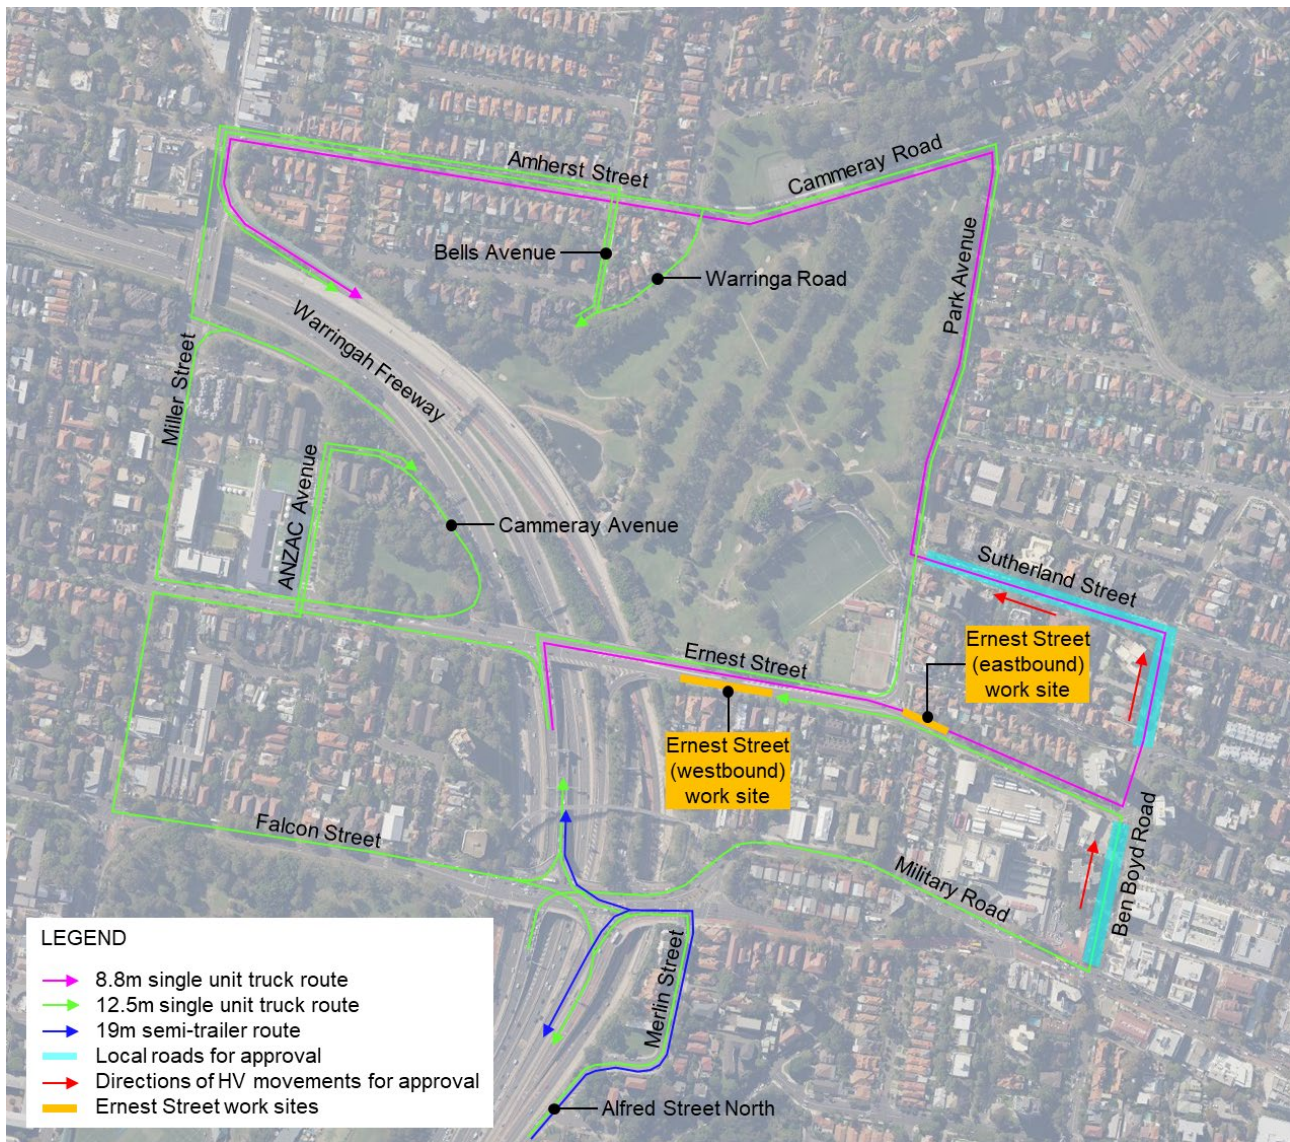 Amherst Street
Cammeray Road
Bells Avenue
Warringa Road
Park Avenue
Warringah Freeway
Miller Street
ANZAC Avenue
Cammeray Avenue
Sutherland Street
Ernest Street
Ernest Street
(eastbound)
work site
Ernest Street
(westbound)
work site
Falcon Street
Military Road
Ben Boyd Road
Merlin Street
Alfred Street North
LEGEND
8.8m single unit truck route
12.5m single unit truck route
19m semi-trailer route
Local roads for approval
Directions of HV movements for approval
Ernest Street work sites